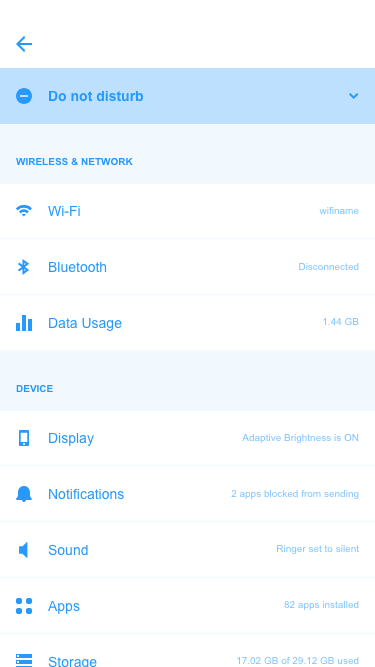 Do not disturb
WIRELESS & NETWORK
Wi-Fi wifiname
Bluetooth Disconnected
Data Usage 1.44 GB
DEVICE
Display Adaptive Brightness is ON
Notifications 2 apps blocked from sending
Sound Ringer set to silent
Apps 82 apps installed
Storage 17.02 GB of 29.12 GB used